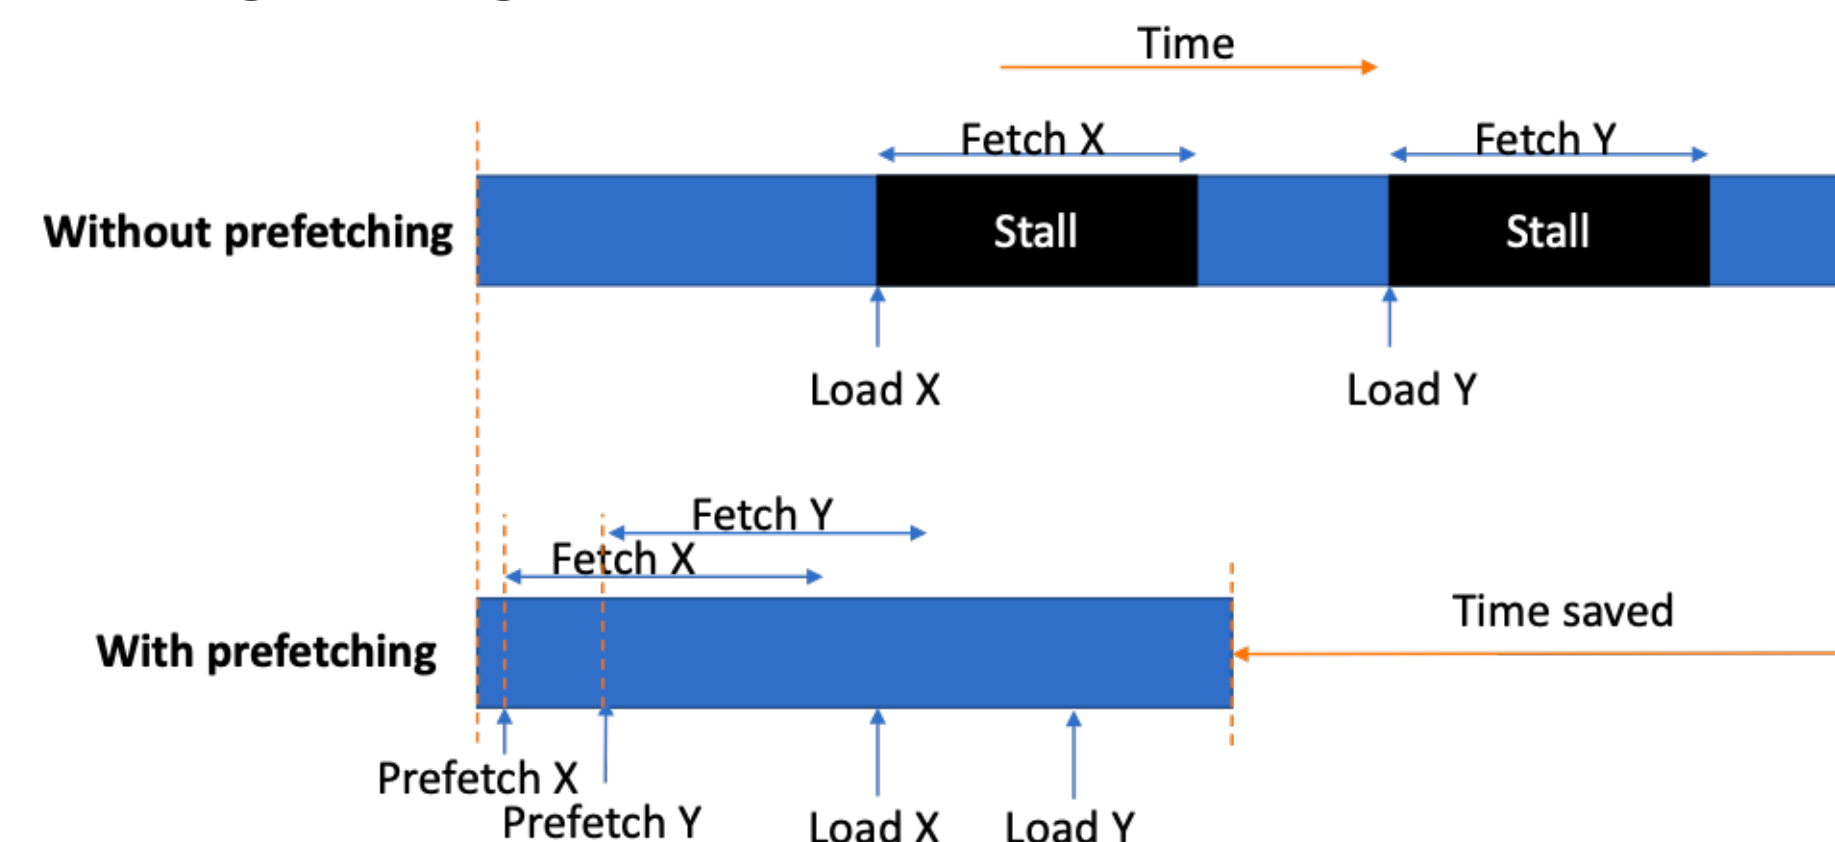 Time
Fetch X
Fetch Y
Without prefetching
Stall
Stall
Load X
Load Y
Fetch Y
Fetch X
Time saved
With prefetching
Prefetch X
Prefetch Y
Load X
Load Y